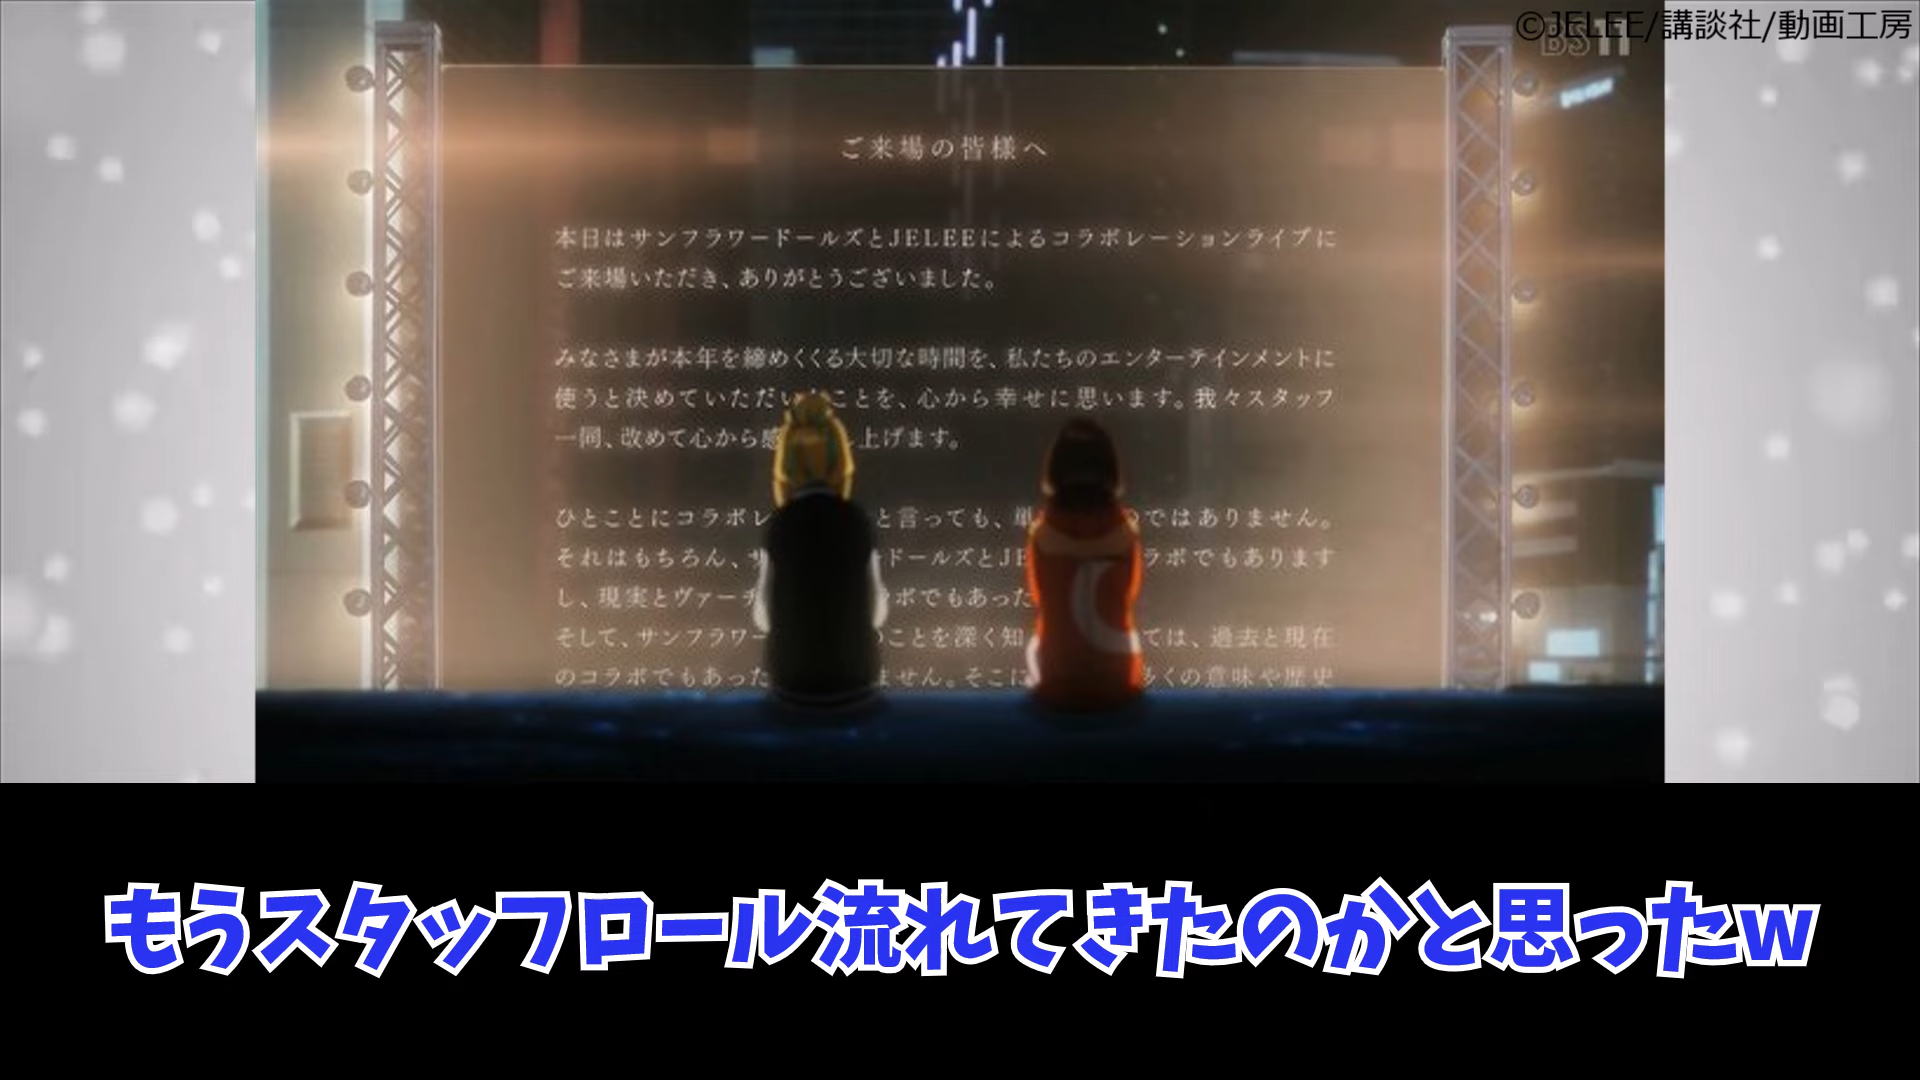 ©JELEE/講談社/動画工房
BS11
ご来場の皆様へ
本日はサンフラワードールズとJELEEによるコラボレーションライブに
ご来場いただき、ありがとうございました。
みなさまが本年を締めくくる大切な時間を、私たちのエンターテインメントに
使うと決めていただい ことを、心から幸せに思います。我々スタッフ
一同、改めて心から感 上げます。
ひとことにコラボレ と言っても、単 のではありません。
それはもちろん、サ ードールズとJE ラボでもあります
し、現実とヴァーチ ボでもあった
そして、サンフラワー のことを深く知 ては、過去と現在
のコラボでもあった ません。そこに 多くの意味や歴史
もうスタッフロール流れてきたのかと思ったw